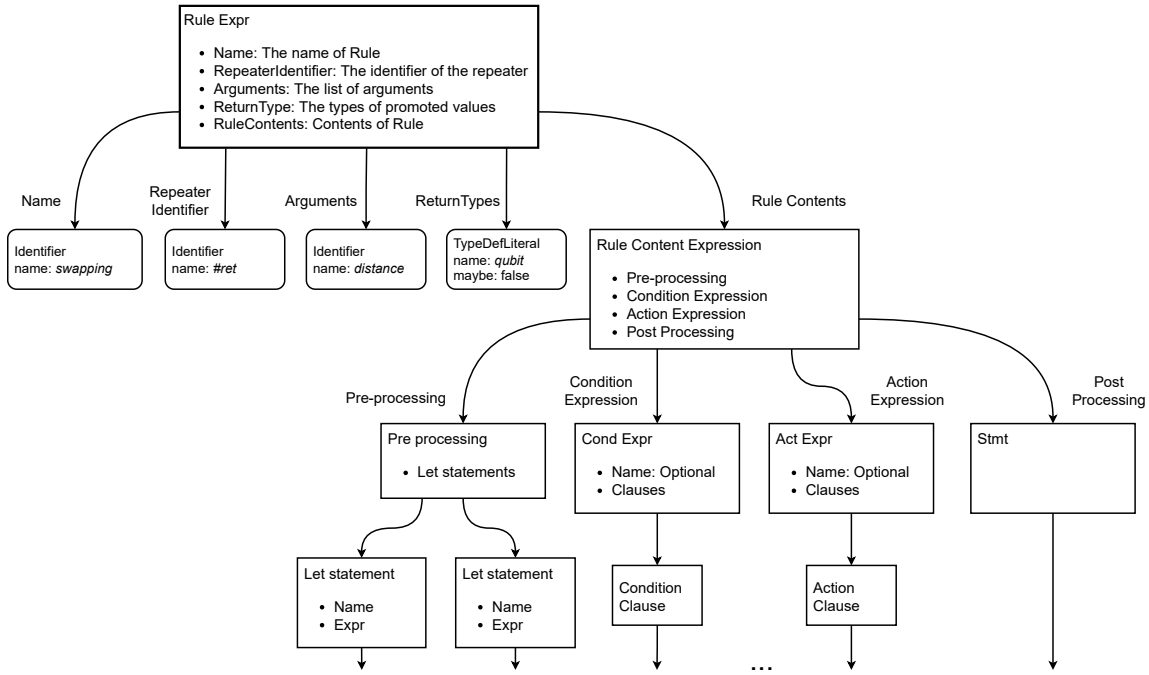 Rule Expr
• Name: The name of Rule
• RepeaterIdentifier: The identifier of the repeater
• Arguments: The list of arguments
• ReturnType: The types of promoted values
• RuleContents: Contents of Rule
Name
Repeater
Identifier
Arguments
ReturnTypes
Rule Contents
Identifier
name: swapping
Identifier
name: #ret
Identifier
name: distance
TypeDefLiteral
name: qubit
maybe: false
Rule Content Expression
• Pre-processing
• Condition Expression
• Action Expression
• Post Processing
Pre-processing
Condition
Expression
Action
Expression
Post
Processing
Pre processing
• Let statements
Cond Expr
• Name: Optional
• Clauses
Act Expr
• Name: Optional
• Clauses
Stmt
Let statement
• Name
• Expr
Let statement
• Name
• Expr
Condition
Clause
Action
Clause
...